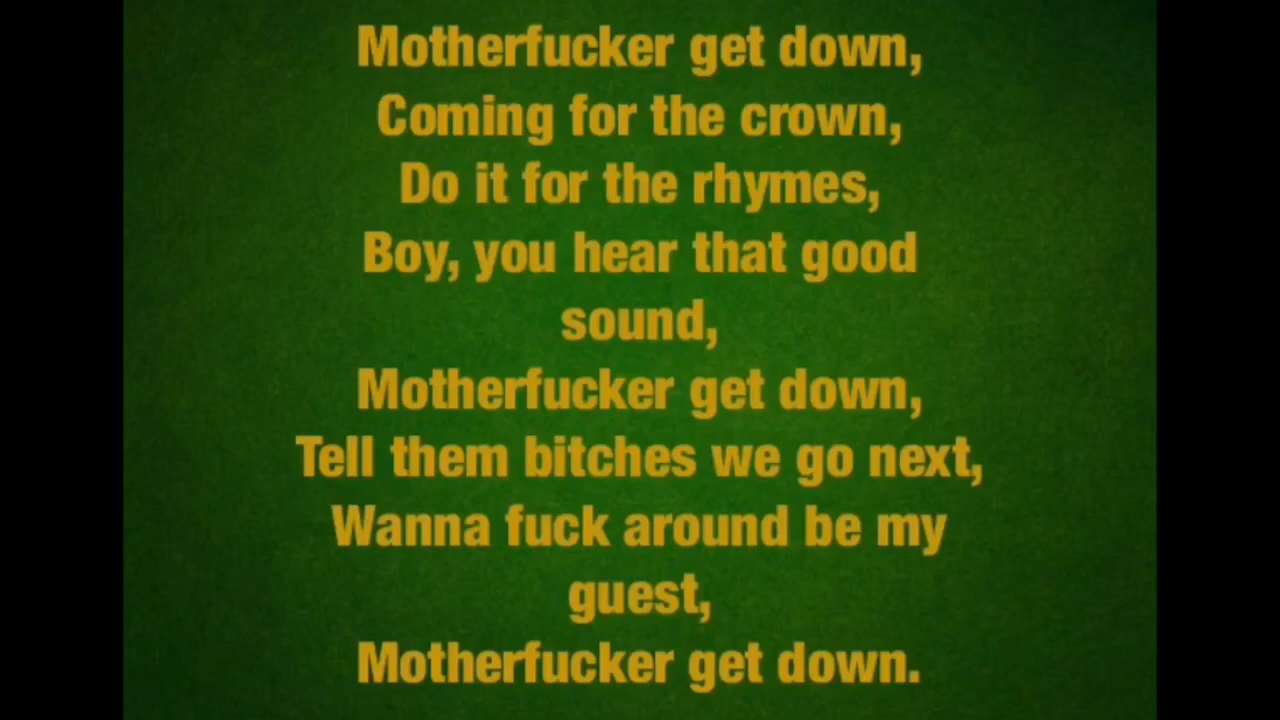 Motherfucker get down,
Coming for the crown,
Do it for the rhymes,
Boy, you hear that good
sound,
Motherfucker get down,
Tell them bitches we go next,
Wanna fuck around be my
guest,
Motherfucker get down.